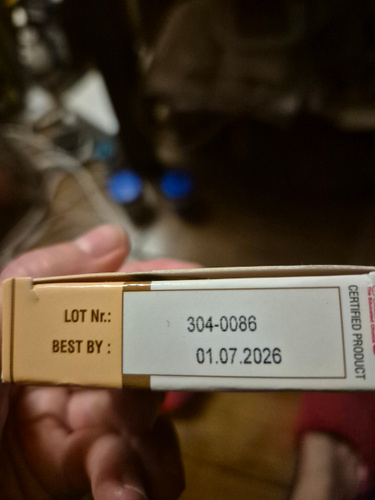 LOT Nr.: 304-0086
BEST BY : 01.07.2026
CERTIFIED PRODUCT